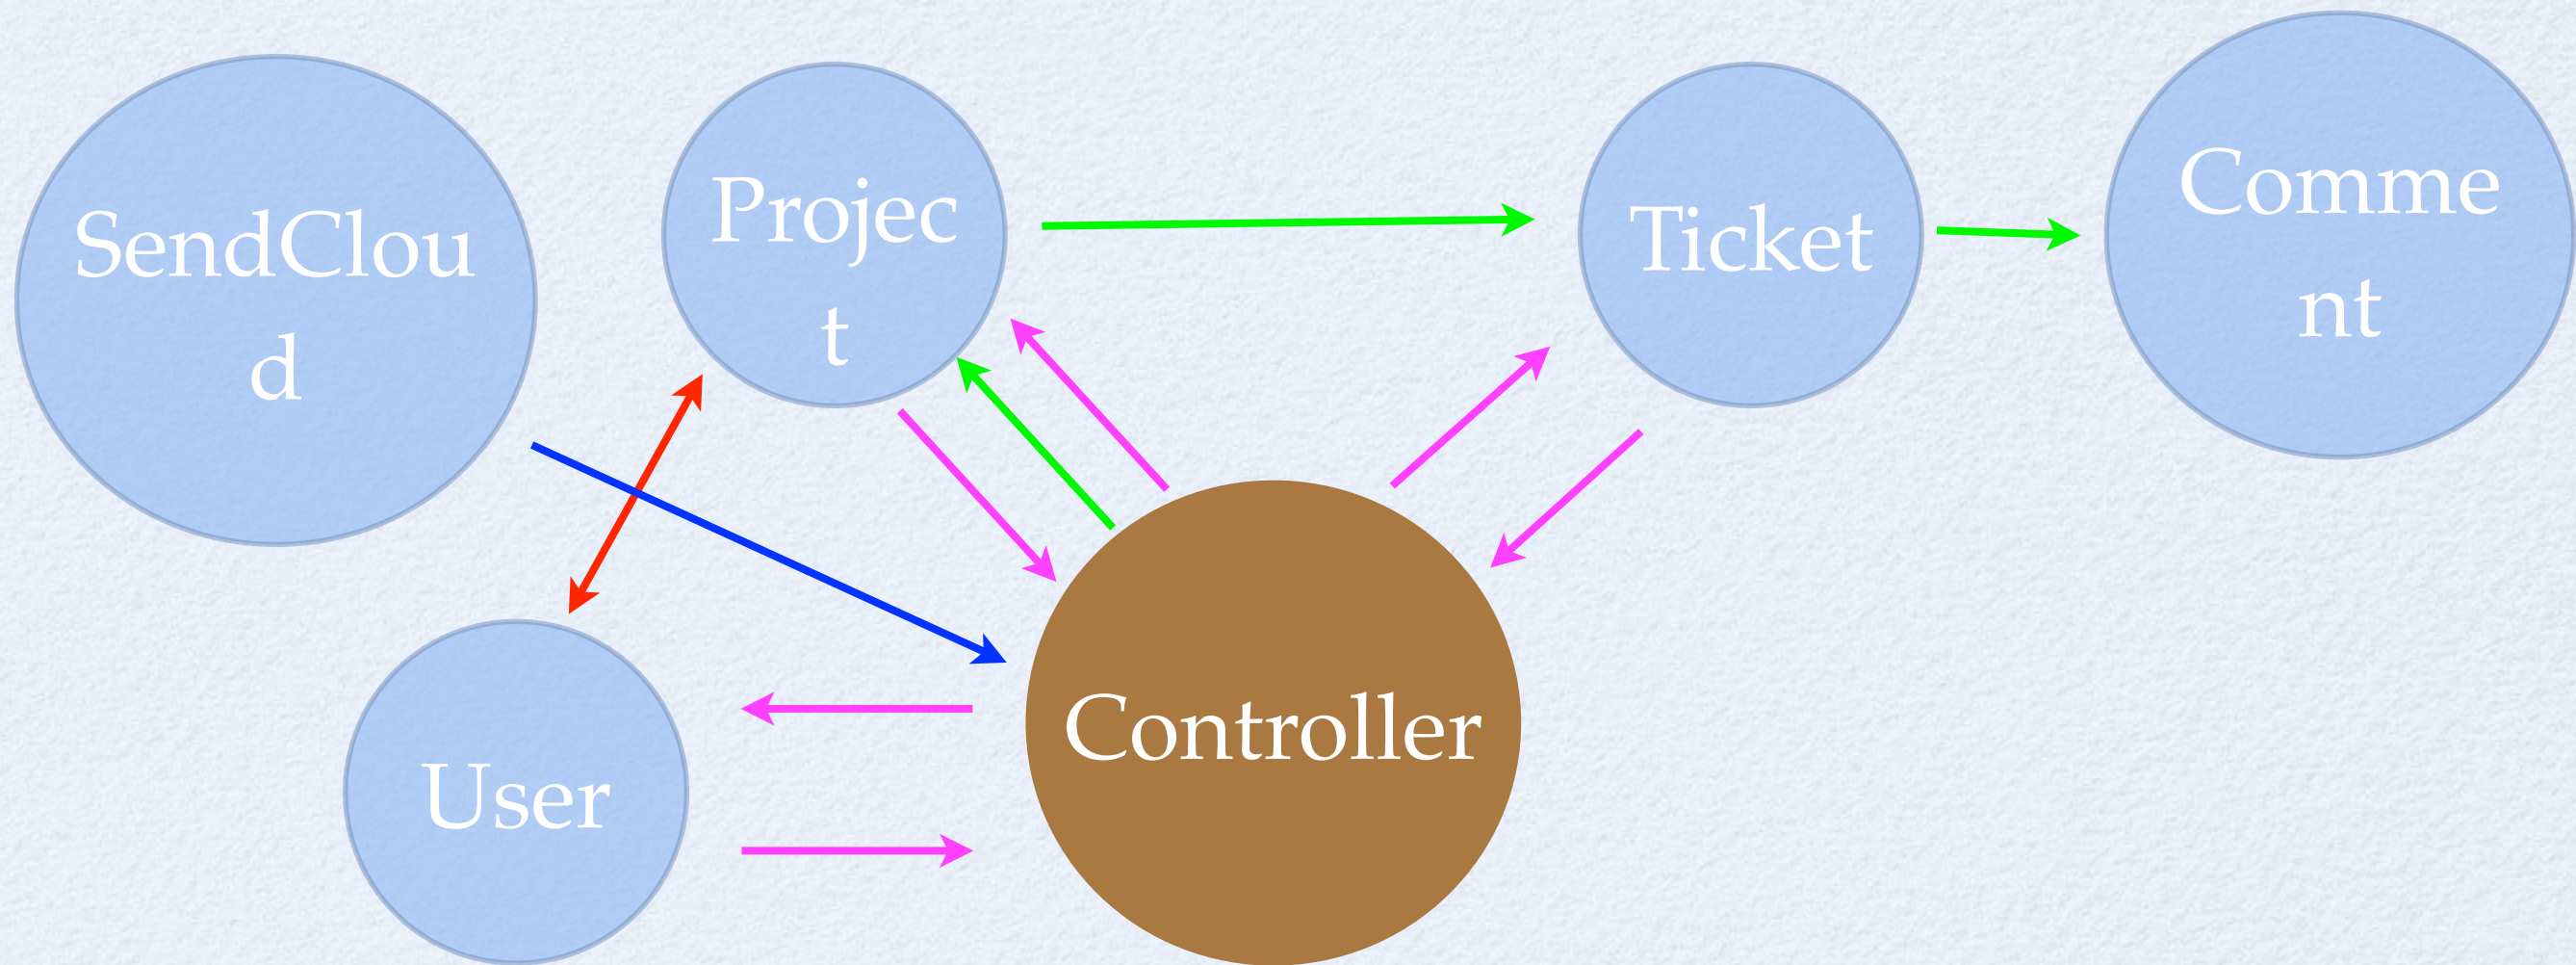 SendClou
d
Projec
t
Ticket
Comme
nt
User
Controller